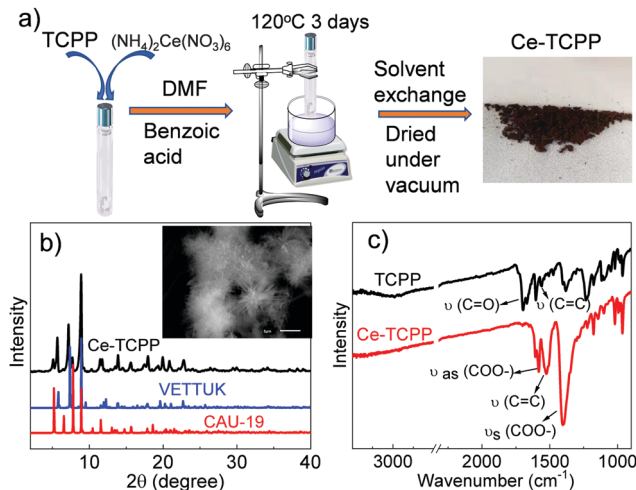 a)
TCPP
(NH₄)₂Ce(NO₃)₆
DMF
Benzoic
acid
120°C 3 days
Solvent
exchange
Dried
under
vacuum
Ce-TCPP
b)
Intensity
Ce-TCPP
VETTUK
CAU-19
10
20
30
40
2θ (degree)
c)
Intensity
TCPP
υ (C=O)
υ (C=C)
Ce-TCPP
υ as (COO-)
υ (C=C)
υs (COO-)
3000
2000
1500
1000
Wavenumber (cm⁻¹)